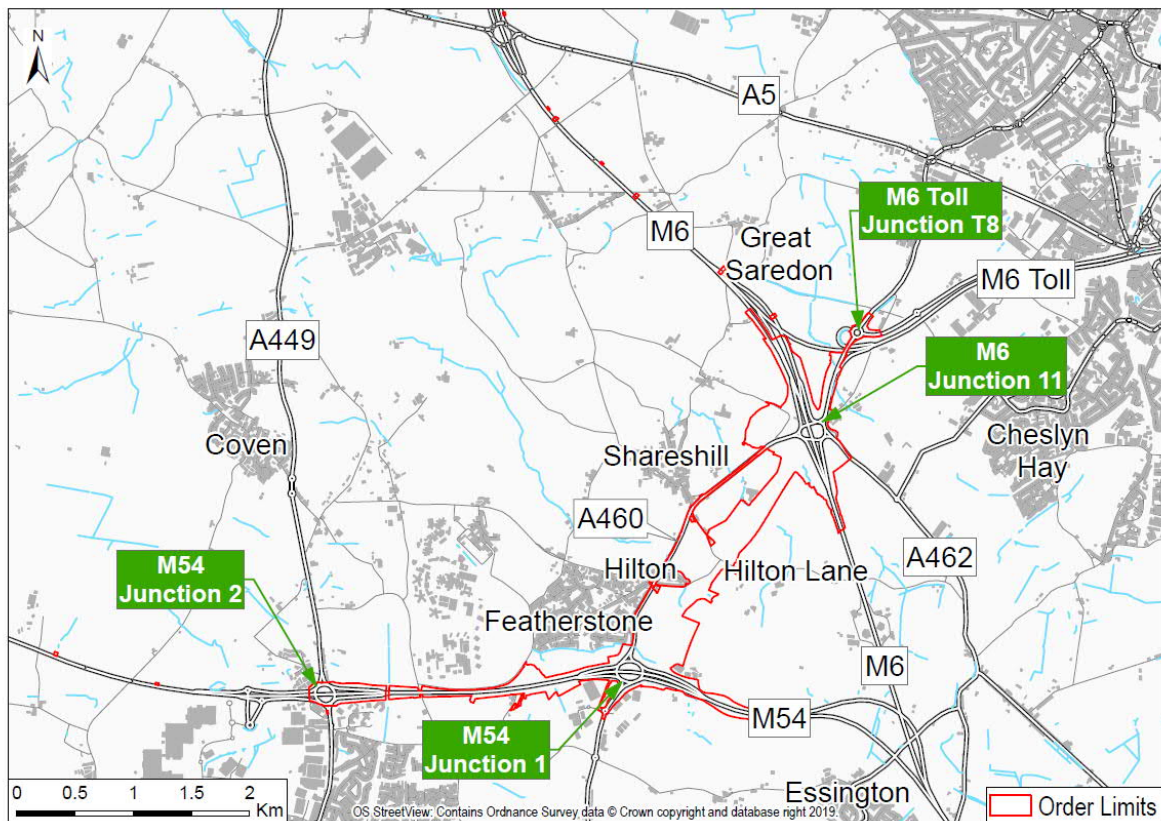 N
A5
M6 Toll
Junction T8
M6
Great
Saredon
M6 Toll
A449
M6
Junction 11
Coven
Shareshill
Cheslyn
Hay
A460
M54
Junction 2
Hilton
Hilton Lane
A462
Featherstone
M6
M54
Junction 1
M54
Essington
0 0.5 1 2
Km
OS StreetView: Contains Ordnance Survey data © Crown copyright and database right 2019.
Order Limits